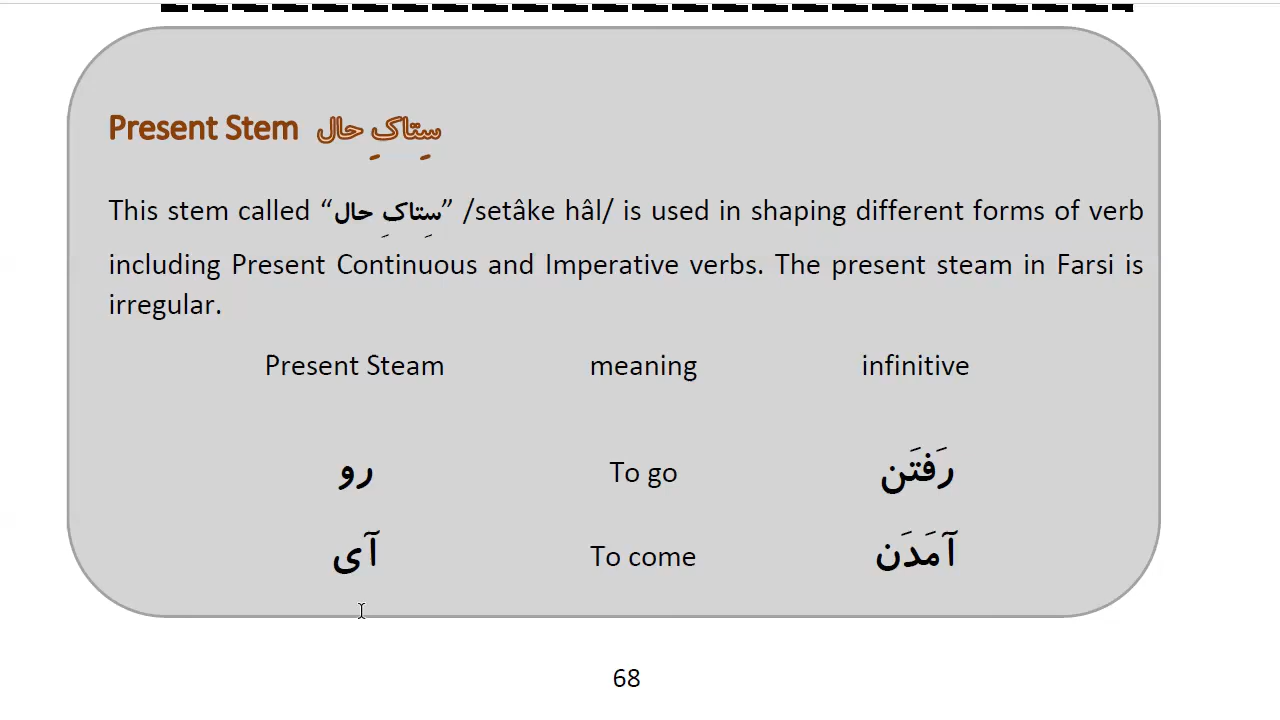 Present Stem سِتاکِ حال
This stem called “سِتاکِ حال” /setâke hâl/ is used in shaping different forms of verb
including Present Continuous and Imperative verbs. The present steam in Farsi is
irregular.
Present Steam meaning infinitive
رو To go رَفتَن
آی To come آمَدَن
68